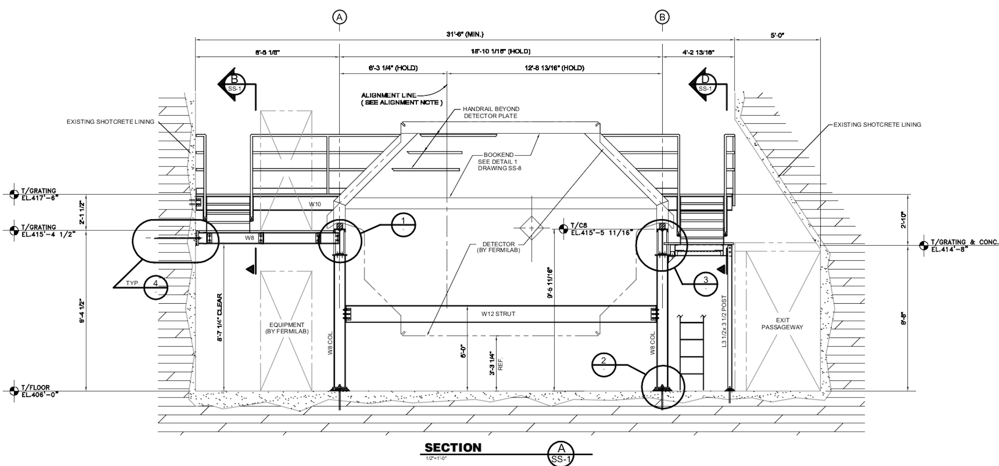 A
B
31'-6" (MIN.)
5'-0"
8'-5 1/8"
18'-10 1/16" (HOLD)
4'-2 13/16"
6'-3 1/4" (HOLD)
12'-6 13/16" (HOLD)
B
SS-1
D
SS-1
ALIGNMENT LINE
( SEE ALIGNMENT NOTE )
HANDRAIL BEYOND
DETECTOR PLATE
EXISTING SHOTCRETE LINING
EXISTING SHOTCRETE LINING
BOOKEND
SEE DETAIL 1
DRAWING SS-8
T/GRATING
EL.417'-6"
W10
2'-1 1/2"
2'-10"
1
-
T/GRATING
EL.415'-4 1/2"
T/C8
EL.415'-5 11/16"
W8
DETECTOR
(BY FERMILAB)
T/GRATING & CONC.
EL.414'-8"
TYP.
4
-
3
-
9'-4 1/2"
8'-7 1/4" CLEAR
9'-5 11/16"
EQUIPMENT
(BY FERMILAB)
W12 STRUT
L3 1/2x 3 1/2 POST
EXIT
PASSAGEWAY
8'-8"
W8 COL.
5'-0"
3'-3 1/4"
REF.
W8 COL.
2
-
T/FLOOR
EL.406'-0"
SECTION
1/2"=1'-0"
A
SS-1